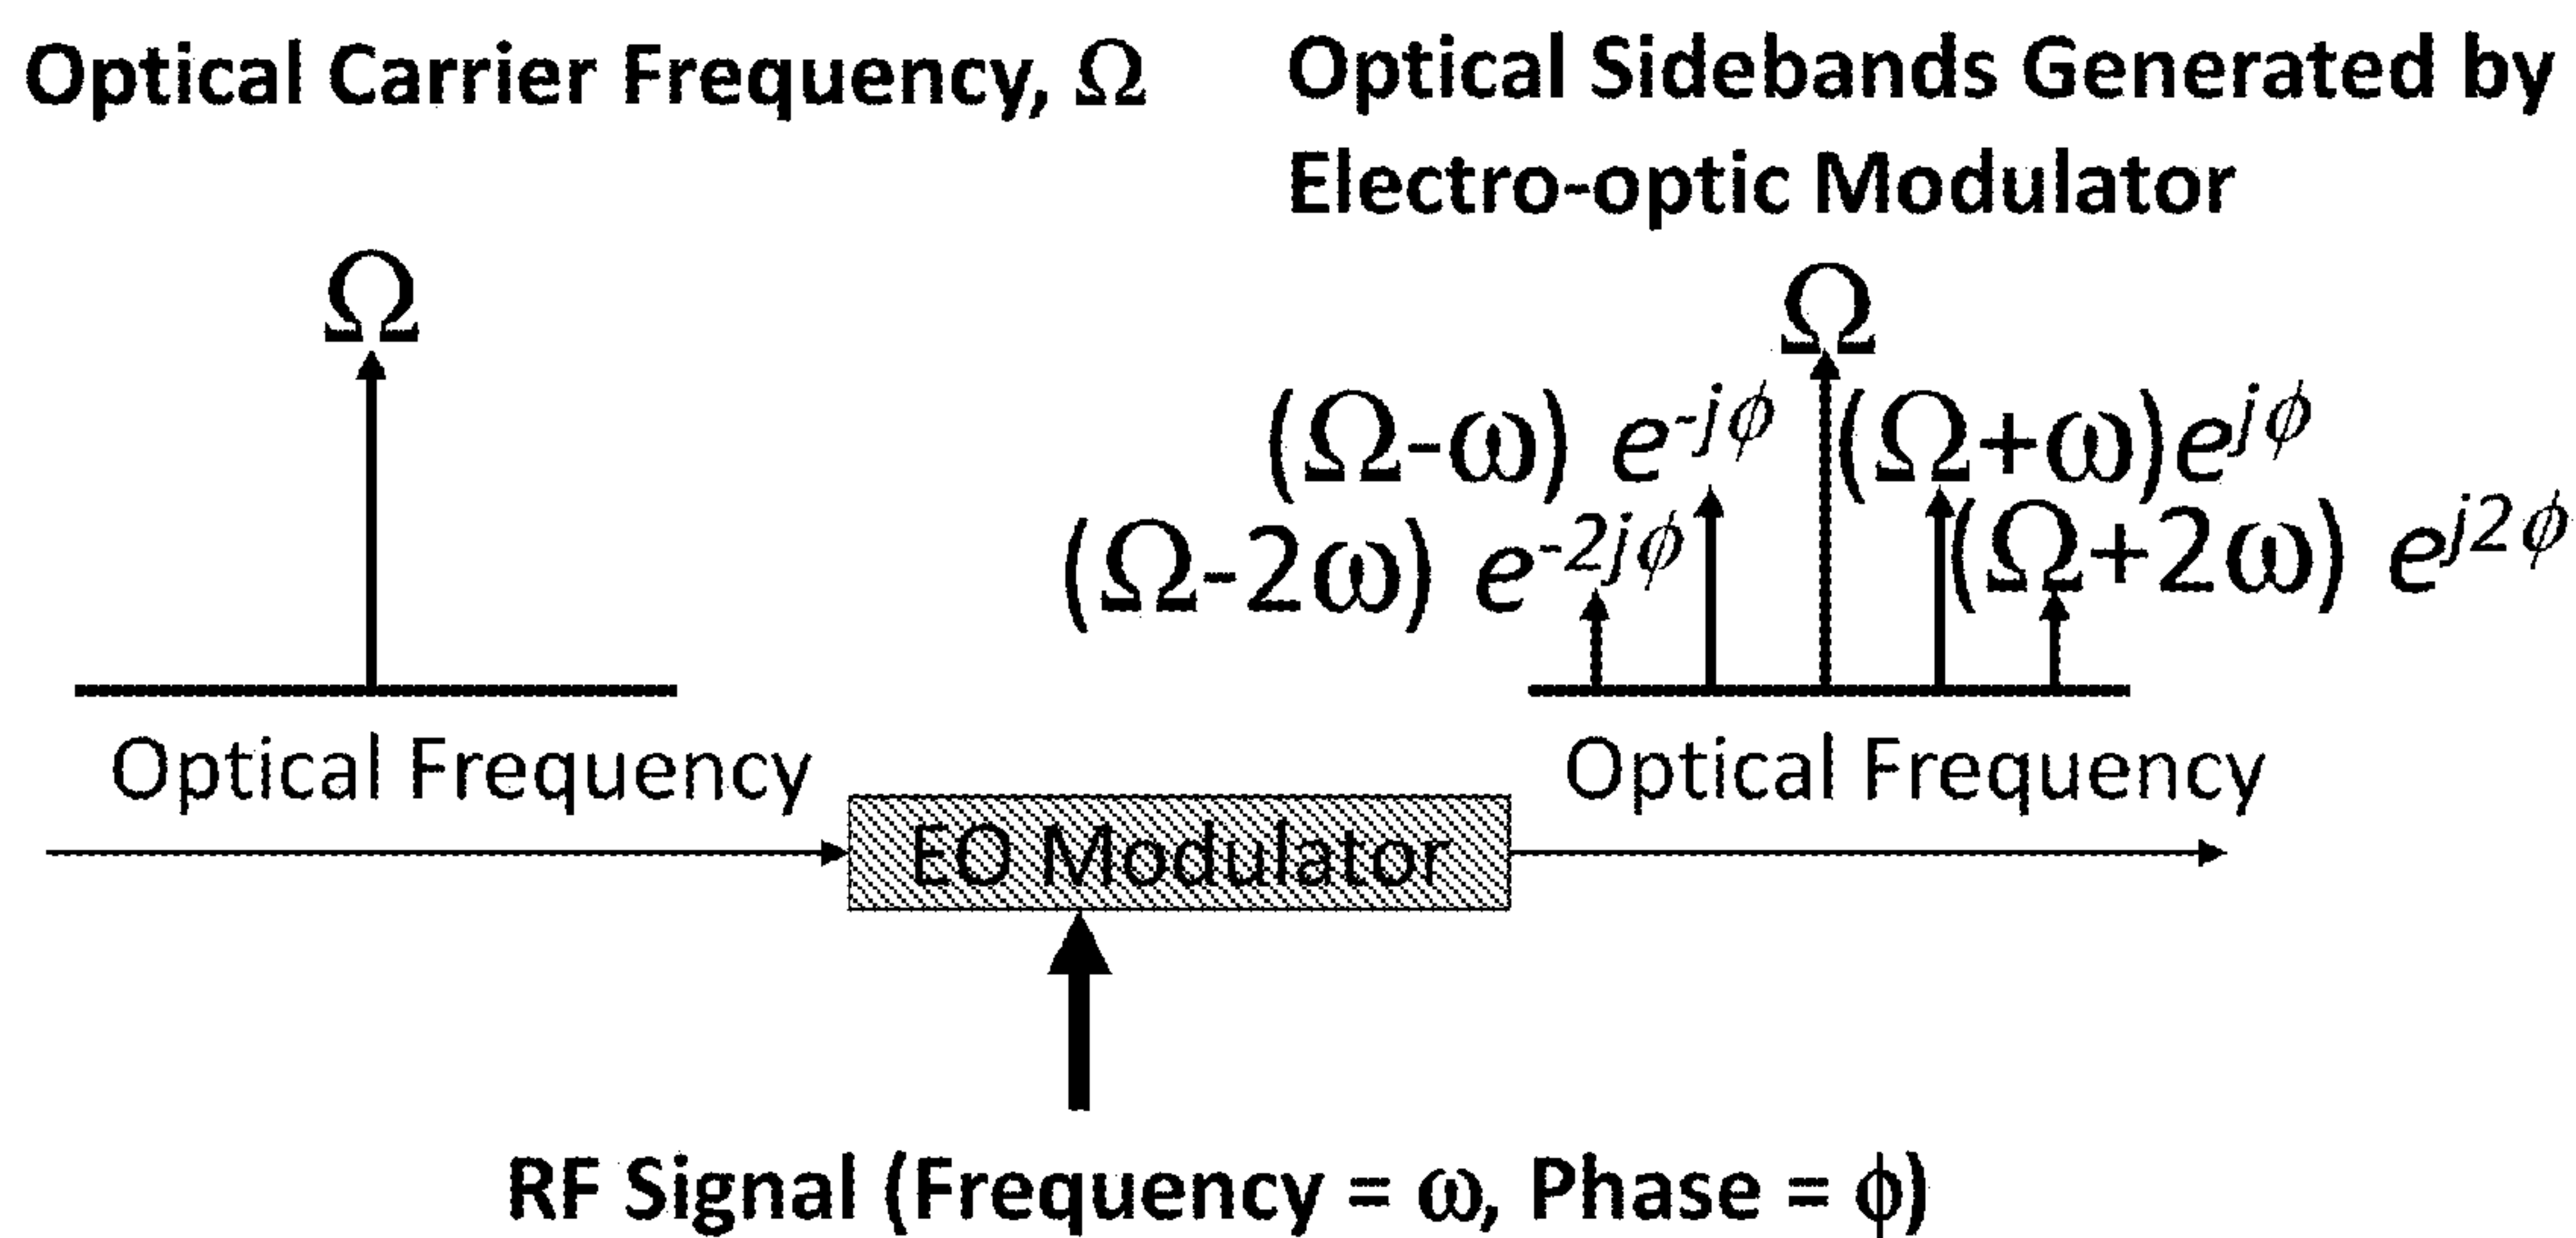 Optical Carrier Frequency, Ω
Optical Sidebands Generated by
Electro-optic Modulator
Ω
Ω
(Ω-ω) e^{-jϕ}
(Ω+ω)e^{jϕ}
(Ω-2ω) e^{-2jϕ}
(Ω+2ω) e^{j2ϕ}
Optical Frequency
Optical Frequency
EO Modulator
RF Signal (Frequency = ω, Phase = ϕ)